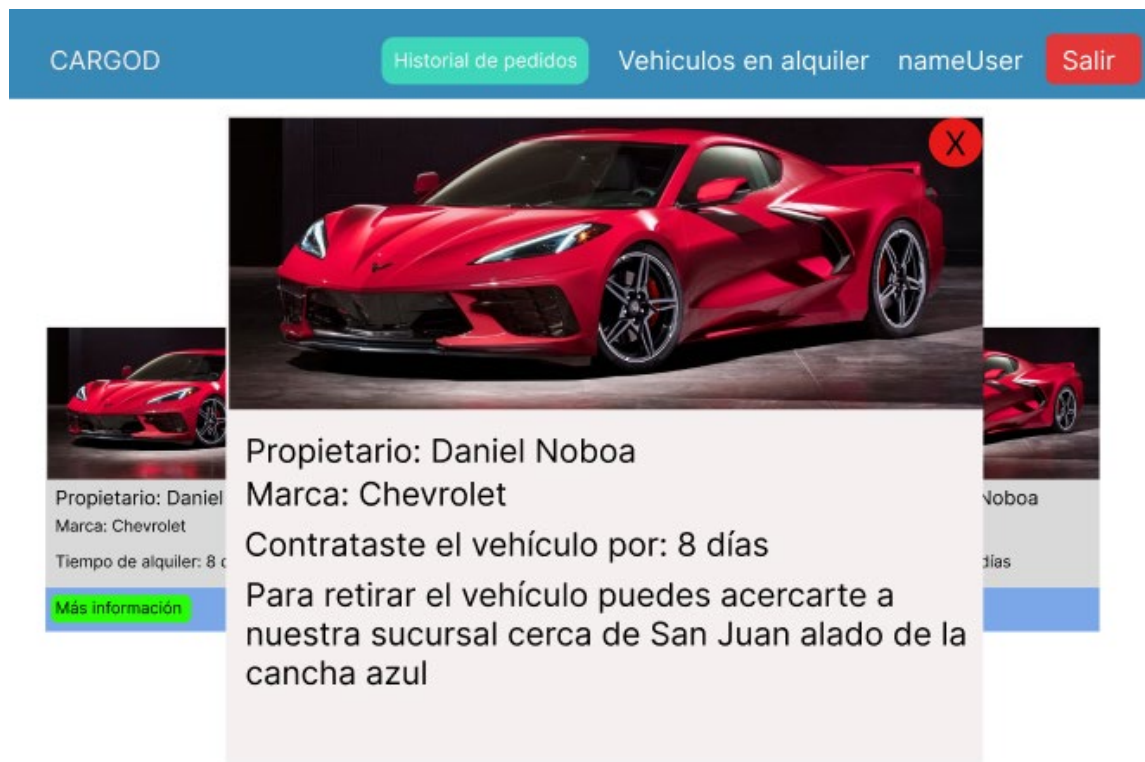 CARGOD
Historial de pedidos
Vehiculos en alquiler
nameUser
Salir
X
Propietario: Daniel Noboa
Marca: Chevrolet
Contrataste el vehículo por: 8 días
Para retirar el vehículo puedes acercarte a
nuestra sucursal cerca de San Juan alado de la
cancha azul
Propietario: Daniel
Marca: Chevrolet
Tiempo de alquiler: 8
Más información
Noboa
días